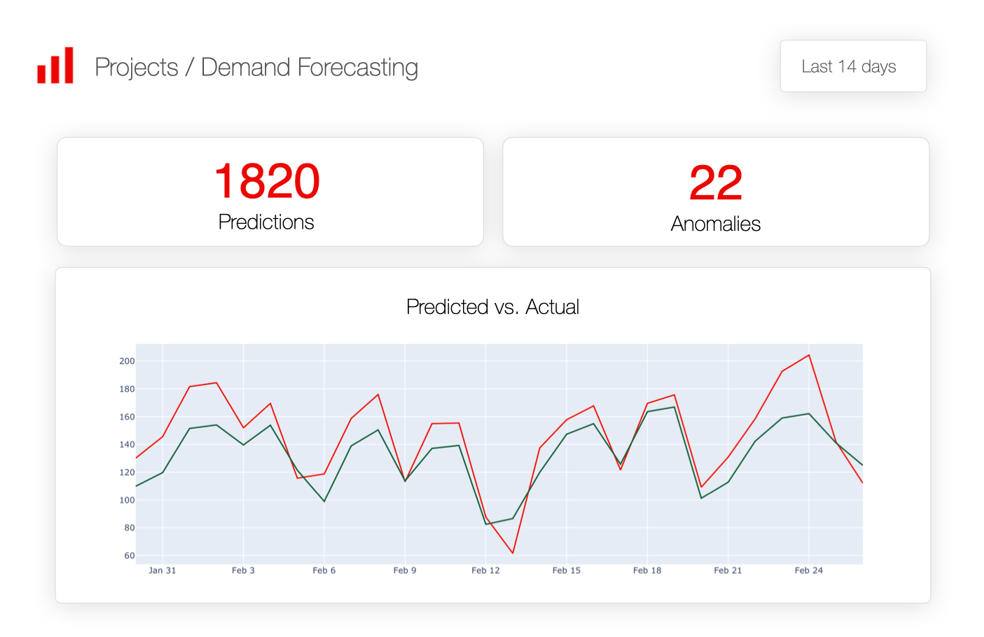 Projects / Demand Forecasting
Last 14 days
1820
Predictions
22
Anomalies
Predicted vs. Actual
200
180
160
140
120
100
80
60
Jan 31 Feb 3 Feb 6 Feb 9 Feb 12 Feb 15 Feb 18 Feb 21 Feb 24